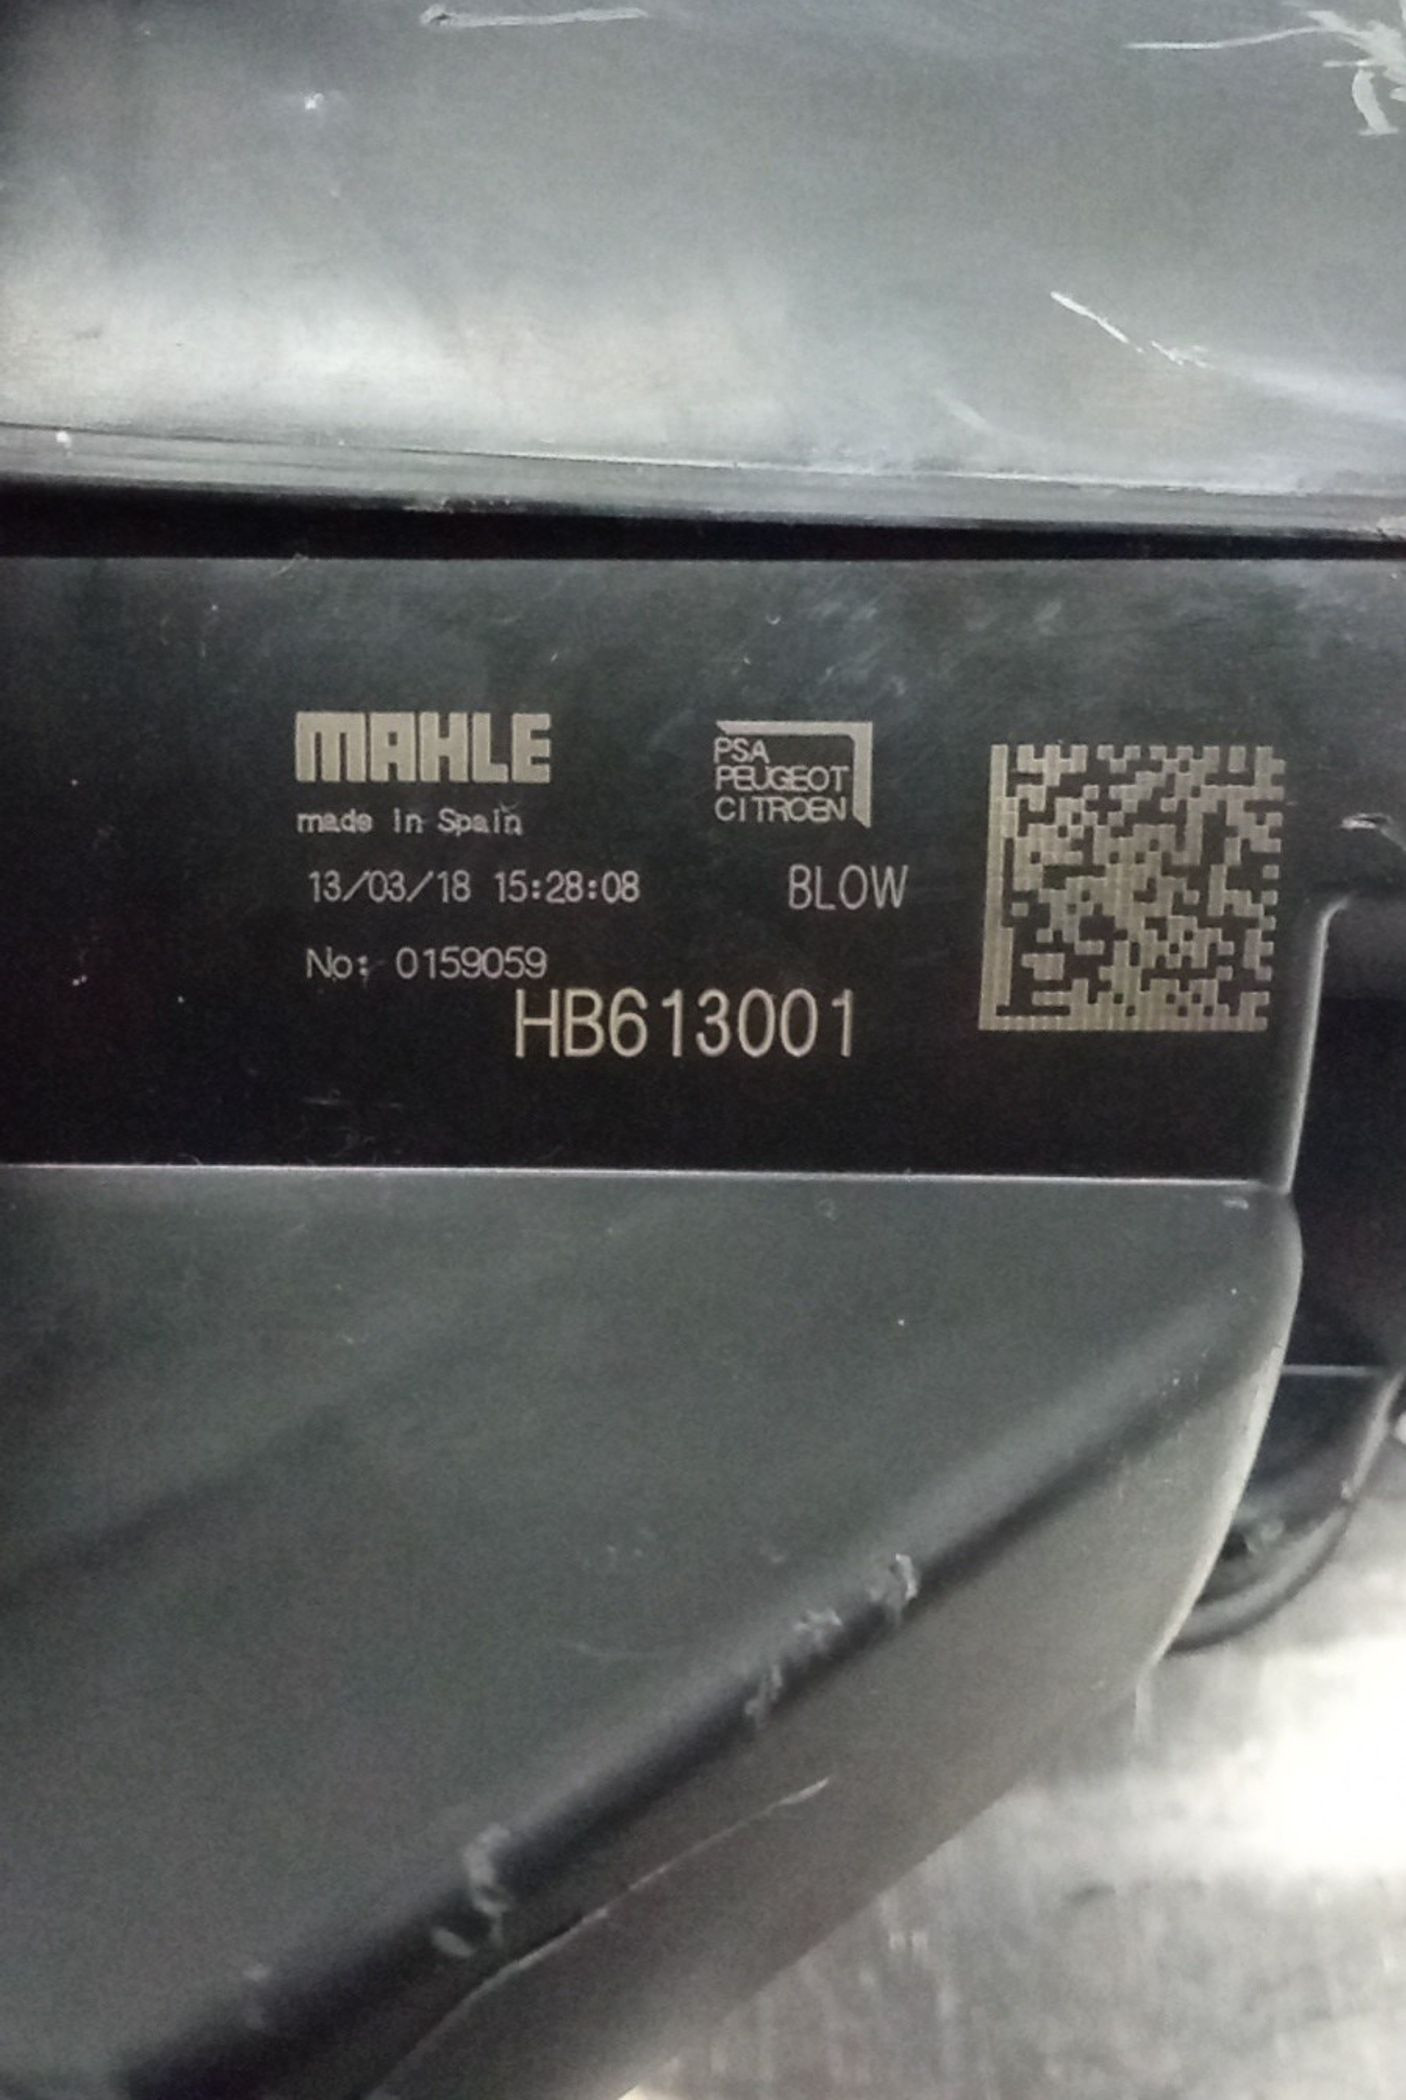 MAHLE
made in Spain
13/03/18 15:28:08
No: 0159059
PSA
PEUGEOT
CITROEN
BLOW
HB613001